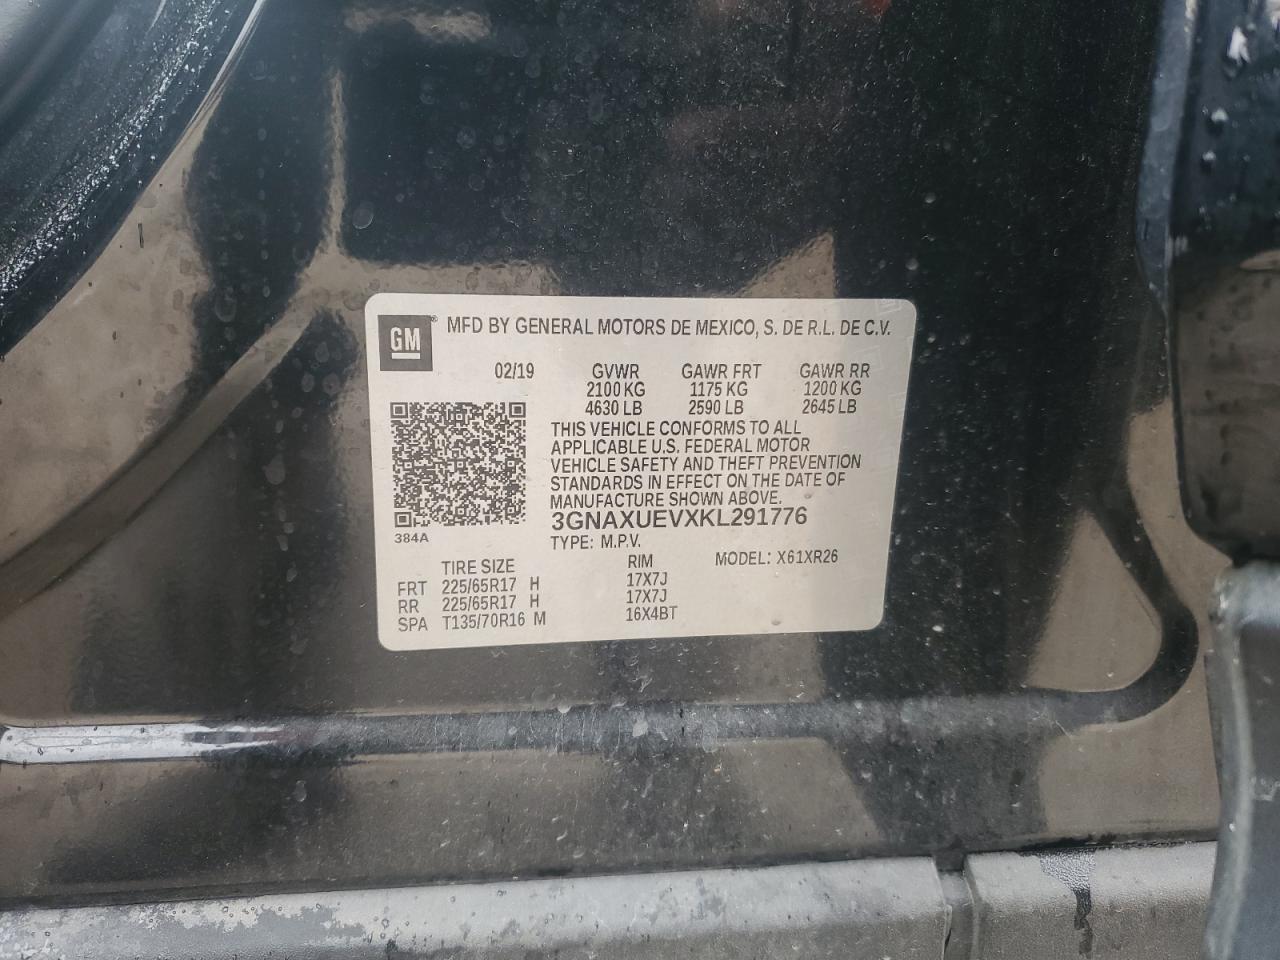 GM® MFD BY GENERAL MOTORS DE MEXICO, S. DE R.L. DE C.V.
02/19 GVWR GAWR FRT GAWR RR
2100 KG 1175 KG 1200 KG
4630 LB 2590 LB 2645 LB
THIS VEHICLE CONFORMS TO ALL
APPLICABLE U.S. FEDERAL MOTOR
VEHICLE SAFETY AND THEFT PREVENTION
STANDARDS IN EFFECT ON THE DATE OF
MANUFACTURE SHOWN ABOVE.
3GNAXUEVXKL291776
384A
TYPE: M.P.V.
TIRE SIZE RIM MODEL: X61XR26
FRT 225/65R17 H 17X7J
RR 225/65R17 H 17X7J
SPA T135/70R16 M 16X4BT